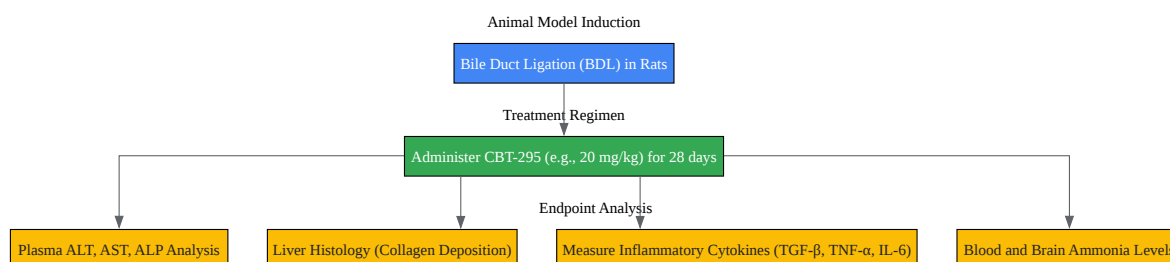 Animal Model Induction
Bile Duct Ligation (BDL) in Rats
Treatment Regimen
Administer CBT-295 (e.g., 20 mg/kg) for 28 days
Endpoint Analysis
Plasma ALT, AST, ALP Analysis
Liver Histology (Collagen Deposition)
Measure Inflammatory Cytokines (TGF-β, TNF-α, IL-6)
Blood and Brain Ammonia Levels